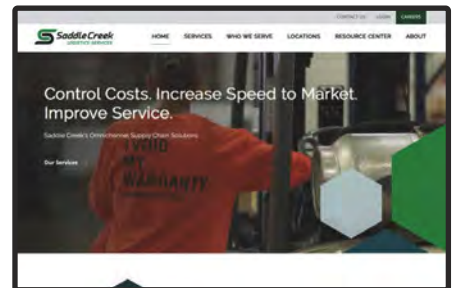 CONTACT US LOGIN CAREERS
Saddle Creek
LOGISTICS SERVICES
HOME SERVICES WHO WE SERVE LOCATIONS RESOURCE CENTER ABOUT
Control Costs. Increase Speed to Market.
Improve Service.
Saddle Creek's Omnichannel Supply Chain Solutions
I VOID
MY
WARRANTY
Our Services